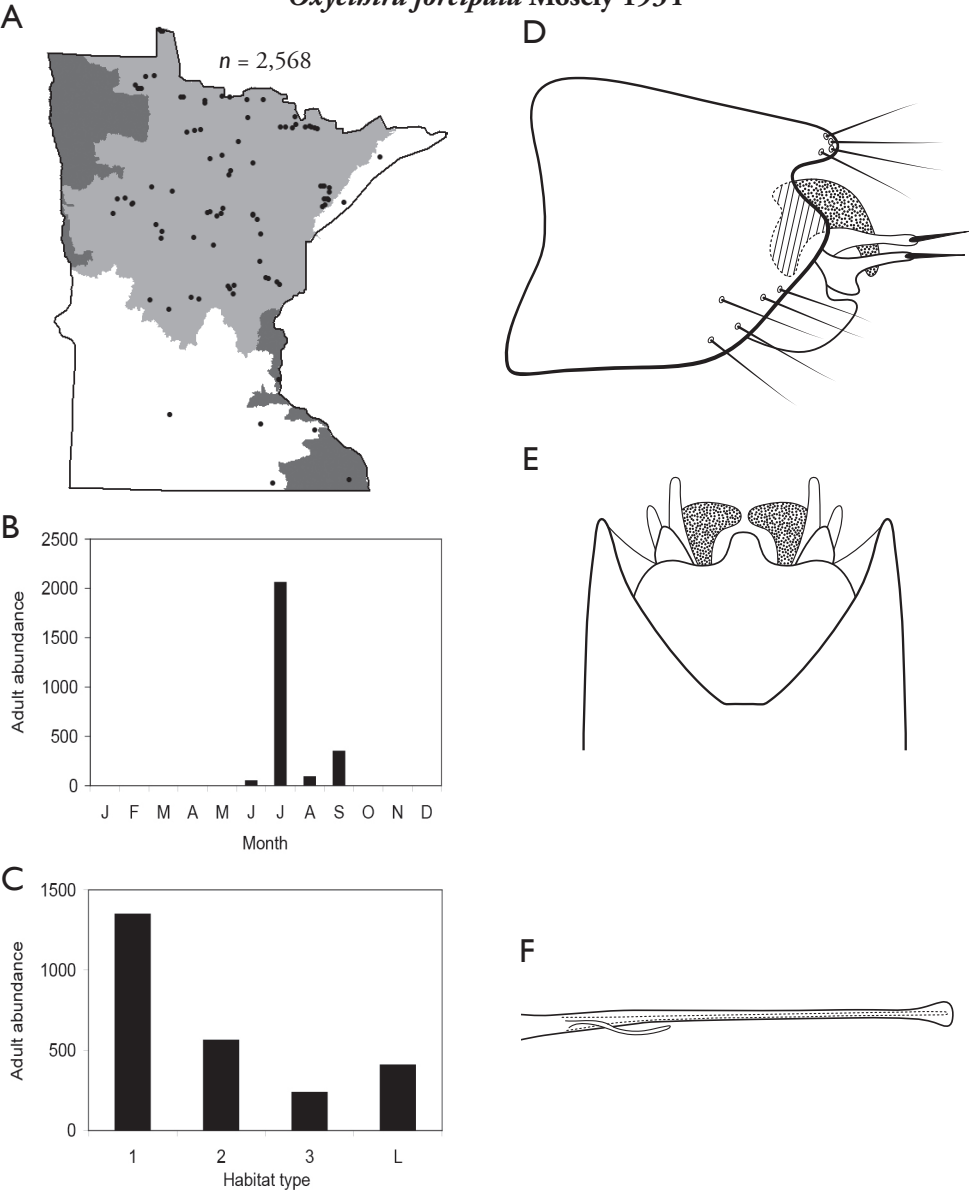 Oxyethira forcipata Mosely 1934
A
n = 2,568
B
2500
2000
1500
1000
500
0
Adult abundance
J F M A M J J A S O N D
Month
C
1500
1000
500
0
Adult abundance
1 2 3 L
Habitat type
D
E
F